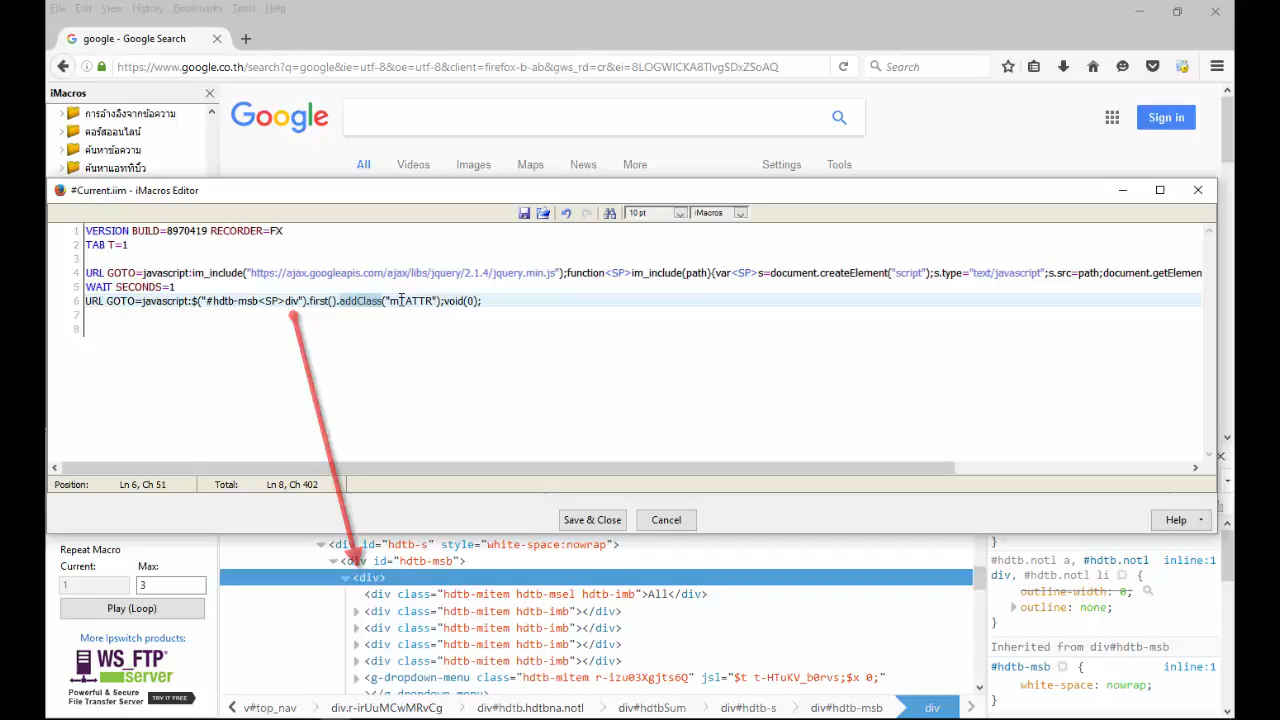 File Edit View History Bookmarks Tools Help
google - Google Search
https://www.google.co.th/search?q=google&ie=utf-8&oe=utf-8&client=firefox-b-ab&gws_rd=cr&ei=8LOGWICKA8TlvgSDxZSoAQ
Search
iMacros
การอ้างอิงจากข้อความ
คอร์สออนไลน์
ค้นหาข้อความ
ค้นหาแอททีบิ้ว
Google
Sign in
All Videos Images Maps News More Settings Tools
#Current.iim - iMacros Editor
10 pt iMacros
1 VERSION BUILD=8970419 RECORDER=FX
2 TAB T=1
3
4 URL GOTO=javascript:im_include("https://ajax.googleapis.com/ajax/libs/jquery/2.1.4/jquery.min.js");function<SP>im_include(path){var<SP>s=document.createElement("script");s.type="text/javascript";s.src=path;document.getElemen
5 WAIT SECONDS=1
6 URL GOTO=javascript:$("#hdtb-msb<SP>div").first().addClass("mATTR");void(0);
7
8
Position: Ln 6, Ch 51 Total: Ln 8, Ch 402
Save & Close Cancel Help
Repeat Macro
Current: Max:
1 3
Play (Loop)
More Ipswitch products:
WS_FTP
server
Powerful & Secure
File Transfer Server
TRY IT FREE
<div id="hdtb-s" style="white-space:nowrap>
<div id="hdtb-msb">
<div>
<div class="hdtb-mitem hdtb-msel hdtb-imb">All</div>
<div class="hdtb-mitem hdtb-imb"></div>
<div class="hdtb-mitem hdtb-imb"></div>
<div class="hdtb-mitem hdtb-imb"></div>
<div class="hdtb-mitem hdtb-imb"></div>
<g-dropdown-menu class="hdtb-mitem r-izu03Xgjts6Q" jsl="$t t-HTuKV_b0rvs;$x 0;"
</g-dropdown-menu>
v#top_nav div.r-irUuMCwMRvCg div#hdtb.hdtbna.notl div#hdtbSum div#hdtb-s div#hdtb-msb div
}
#hdtb.notl a, #hdtb.notl inline:1
div, #hdtb.notl li {
outline-width: 0;
outline: none;
}
Inherited from div#hdtb-msb
#hdtb-msb { inline:1
white-space: nowrap;
}